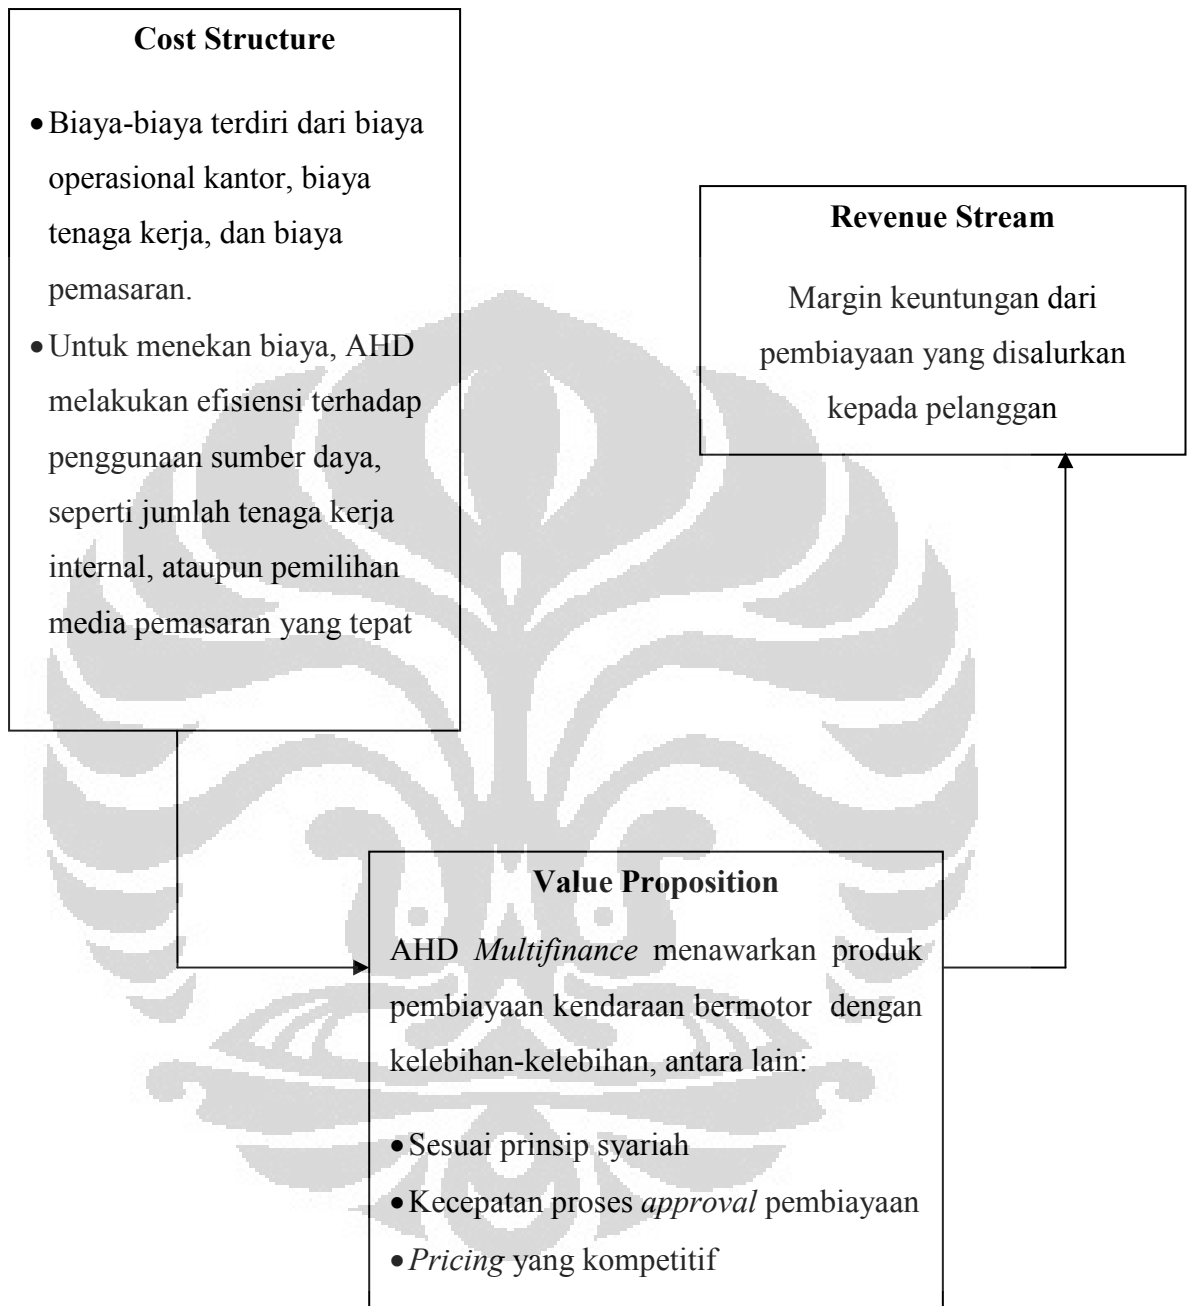 Cost Structure
•Biaya-biaya terdiri dari biaya
operasional kantor, biaya
tenaga kerja, dan biaya
pemasaran.
•Untuk menekan biaya, AHD
melakukan efisiensi terhadap
penggunaan sumber daya,
seperti jumlah tenaga kerja
internal, ataupun pemilihan
media pemasaran yang tepat
Revenue Stream
Margin keuntungan dari
pembiayaan yang disalurkan
kepada pelanggan
Value Proposition
AHD Multifinance menawarkan produk
pembiayaan kendaraan bermotor dengan
kelebihan-kelebihan, antara lain:
•Sesuai prinsip syariah
•Kecepatan proses approval pembiayaan
•Pricing yang kompetitif